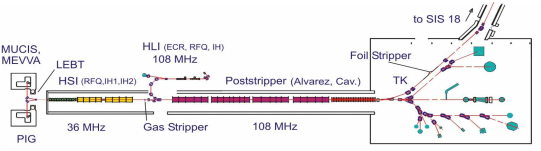 to SIS 18
MUCIS,
MEVVA
LEBT
HSI (RFQ,IH1,IH2)
HLI (ECR, RFQ, IH)
108 MHz
Foil Stripper
Poststripper (Alvarez, Cav.)
TK
PIG
36 MHz
Gas Stripper
108 MHz